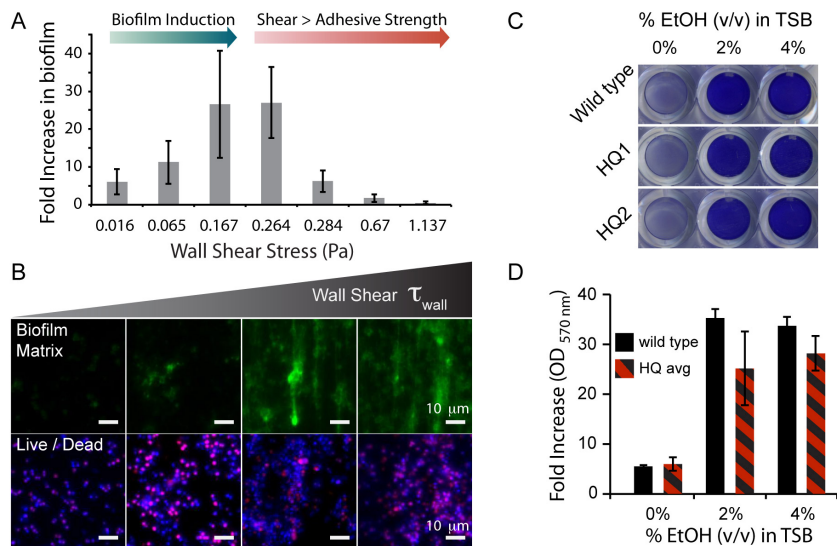 A
Biofilm Induction
Shear > Adhesive Strength
Fold Increase in biofilm
40
30
20
10
0
0.016 0.065 0.167 0.264 0.284 0.67 1.137
Wall Shear Stress (Pa)
B
Wall Shear τwall
Biofilm
Matrix
10 μm
Live / Dead
10 μm
C
% EtOH (v/v) in TSB
0% 2% 4%
Wild type
HQ1
HQ2
D
Fold Increase (OD 570 nm)
40
30
20
10
0
wild type
HQ avg
0% 2% 4%
% EtOH (v/v) in TSB